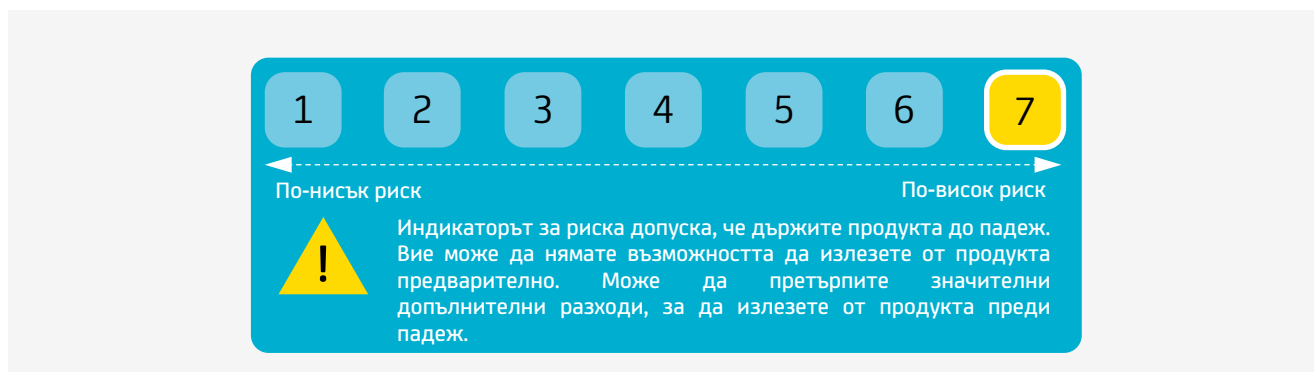 1 2 3 4 5 6 7
По-нисък риск По-висок риск
!
Индикаторът за риска допуска, че държите продукта до падеж.
Вие може да нямате възможността да излезете от продукта
предварително. Може да претърпите значителни
допълнителни разходи, за да излезете от продукта преди
падеж.